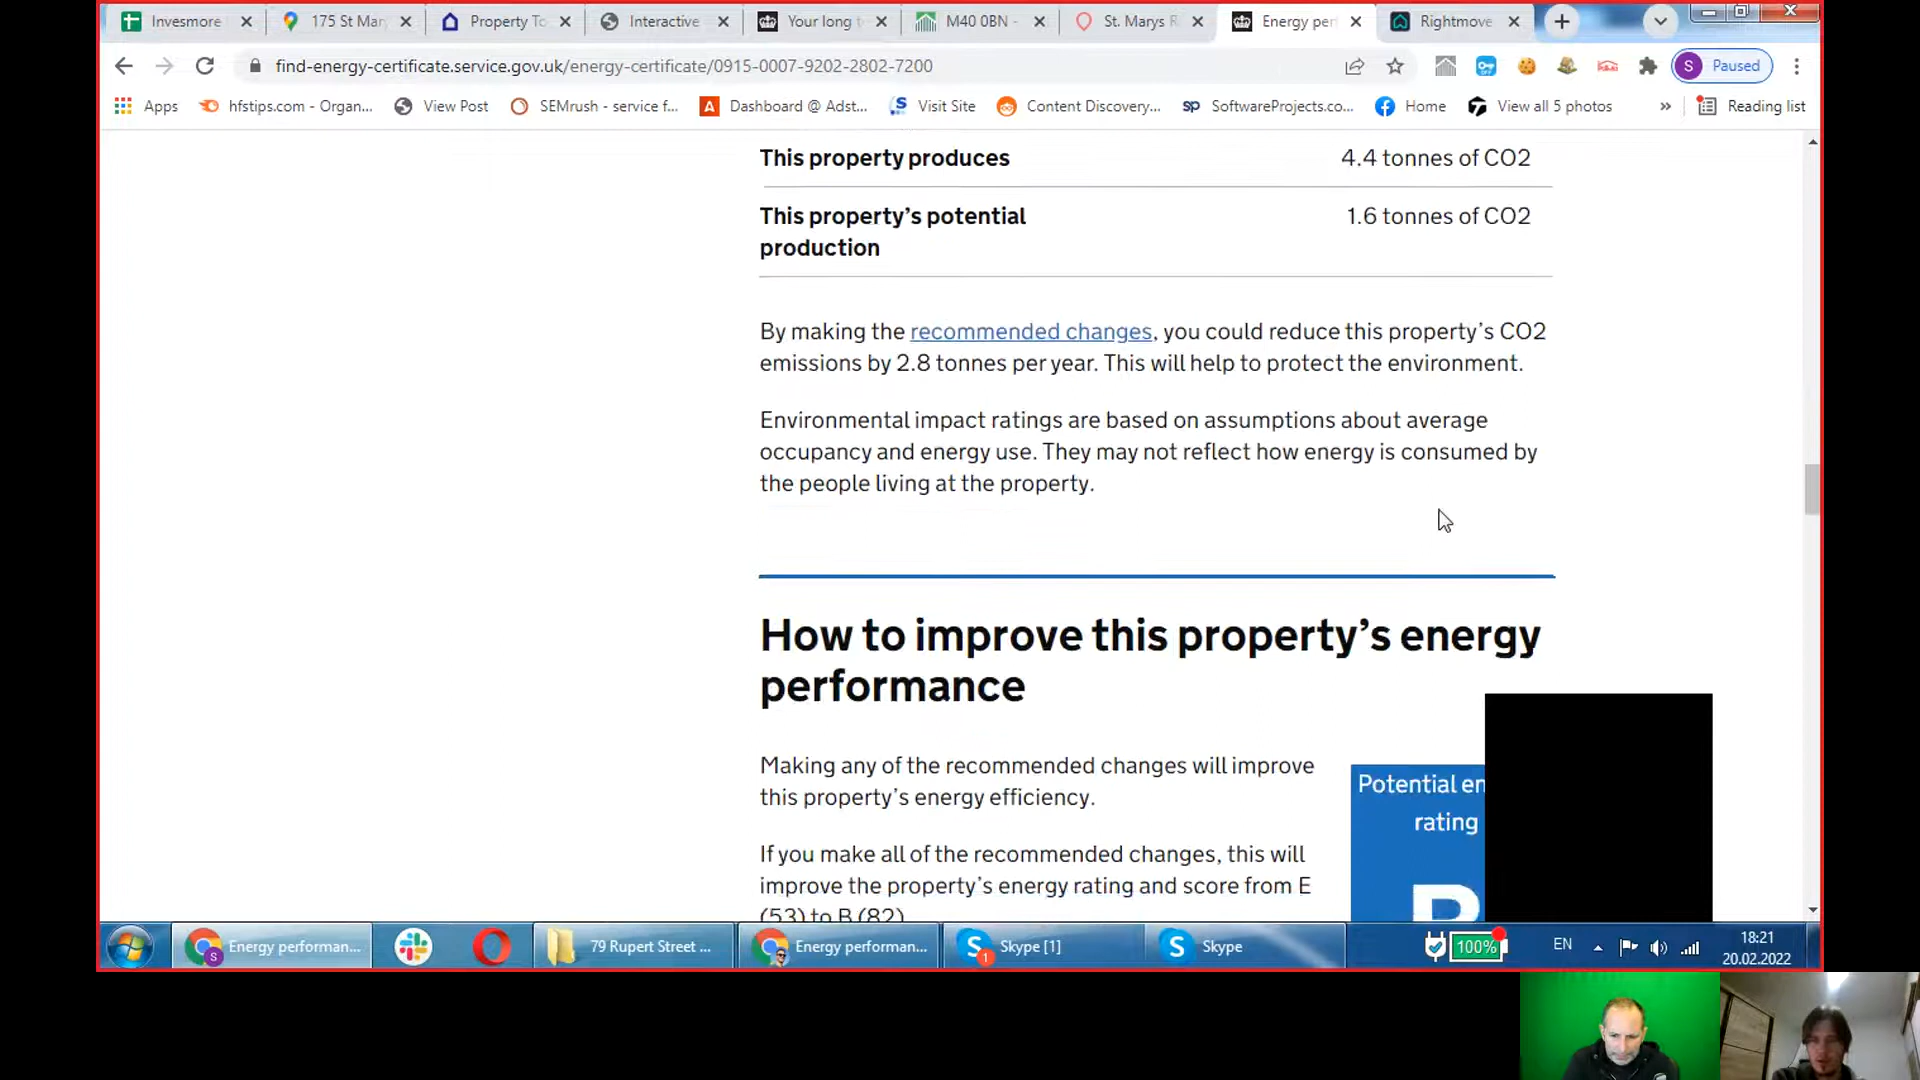 Invesmore
175 St Mar
Property To
Interactive
Your long t
M40 0BN -
St. Marys R
Energy per
Rightmove
find-energy-certificate.service.gov.uk/energy-certificate/0915-0007-9202-2802-7200
S Paused
Apps
hfstips.com - Organ...
View Post
SEMrush - service f...
Dashboard @ Adst...
Visit Site
Content Discovery...
sp SoftwareProjects.co...
Home
View all 5 photos
»
Reading list
This property produces 4.4 tonnes of CO2
This property's potential 1.6 tonnes of CO2
production
By making the recommended changes, you could reduce this property's CO2
emissions by 2.8 tonnes per year. This will help to protect the environment.
Environmental impact ratings are based on assumptions about average
occupancy and energy use. They may not reflect how energy is consumed by
the people living at the property.
How to improve this property's energy
performance
Making any of the recommended changes will improve
this property's energy efficiency.
If you make all of the recommended changes, this will
improve the property's energy rating and score from E
(53) to B (82).
Potential en
rating
B
Energy performan...
79 Rupert Street ...
Energy performan...
Skype [1]
Skype
100%
EN
18:21
20.02.2022